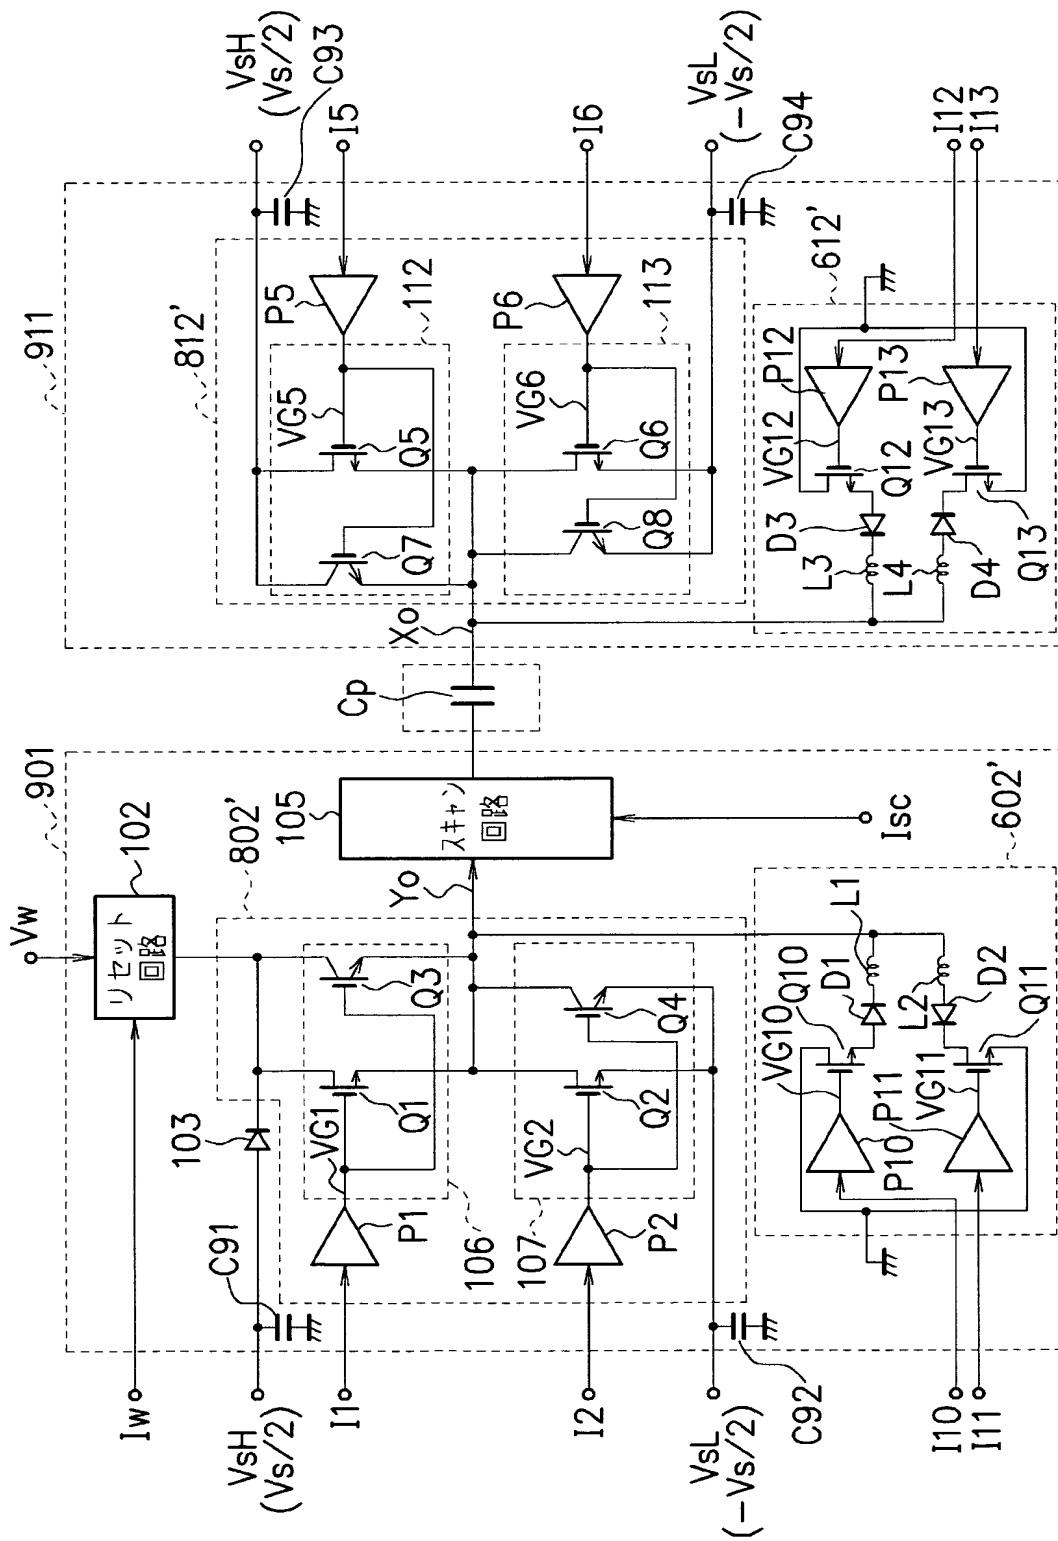 901
Vw
102
リセット
回路
Iw
103
802'
C91
VsH
(Vs/2)
VG1
Q1
Q3
I1
P1
106
VG2
Q2
Q4
I2
P2
107
VsL
(−Vs/2)
C92
Yo
105
スキャン
回路
Isc
602'
VG10
Q10
D1
L1
P10
P11
VG11
L2
D2
Q11
I10
I11
Cp
Xo
911
812'
VsH
(Vs/2)
C93
P5
I5
112
VG5
Q5
Q7
P6
I6
113
VG6
Q6
Q8
VsL
(−Vs/2)
C94
612'
P12
VG12
Q12
D3
L3
P13
VG13
L4
D4
Q13
I12
I13